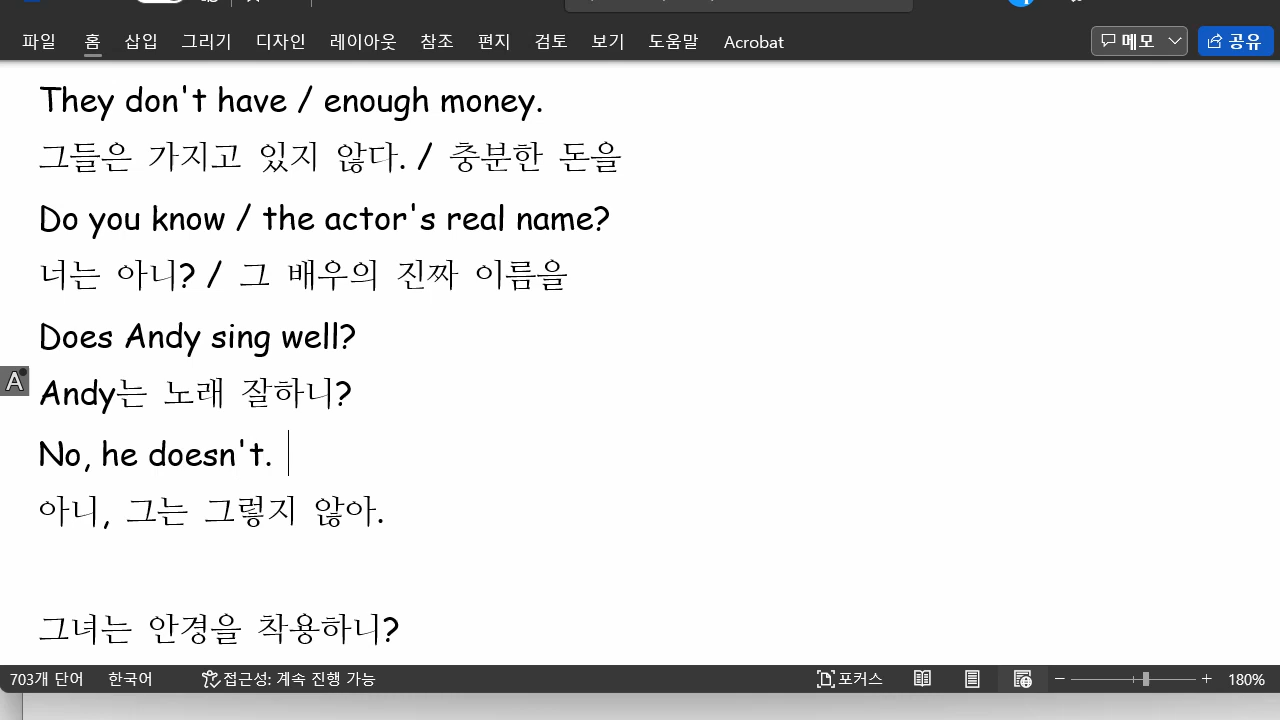 파일 홈 삽입 그리기 디자인 레이아웃 참조 편지 검토 보기 도움말 Acrobat 메모 공유
They don't have / enough money.
그들은 가지고 있지 않다. / 충분한 돈을
Do you know / the actor's real name?
너는 아니? / 그 배우의 진짜 이름을
Does Andy sing well?
Andy는 노래 잘하니?
A
No, he doesn't.
아니, 그는 그렇지 않아.
그녀는 안경을 착용하니?
703개 단어 한국어 접근성: 계속 진행 가능 포커스 180%